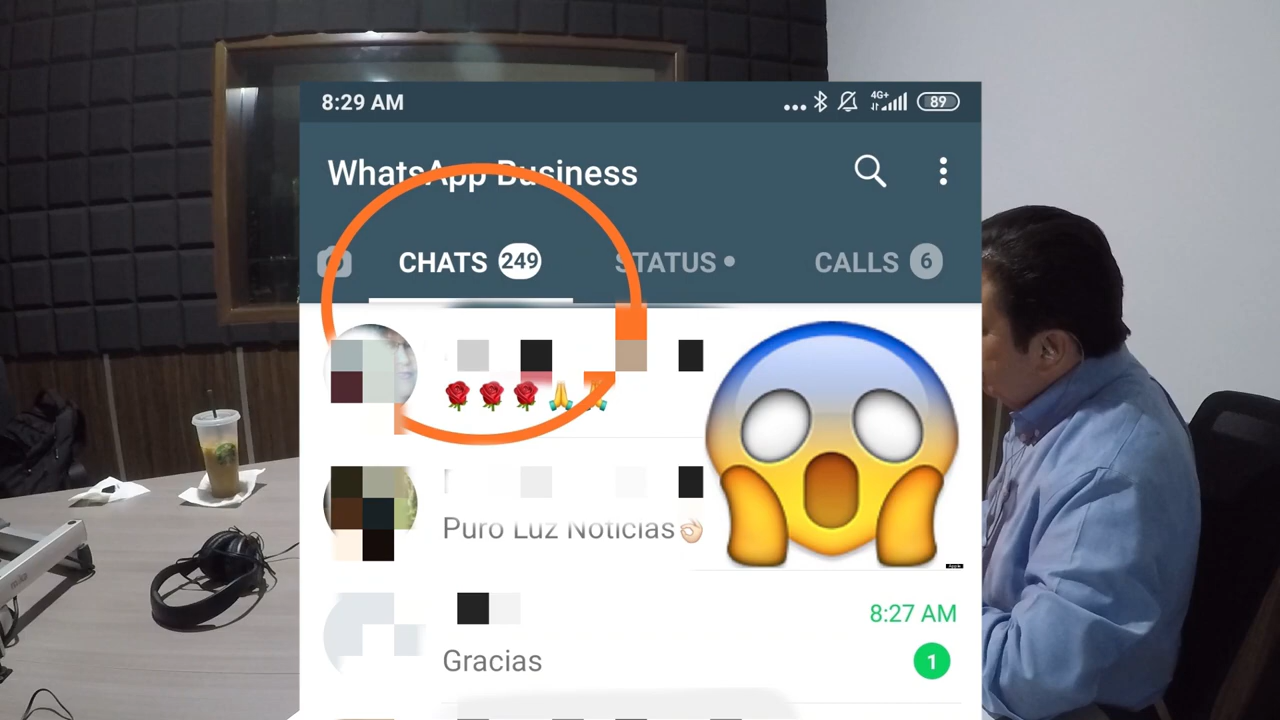 8:29 AM
4G+
89
WhatsApp Business
CHATS 249
STATUS
CALLS 6
Puro Luz Noticias
8:27 AM
Gracias
1